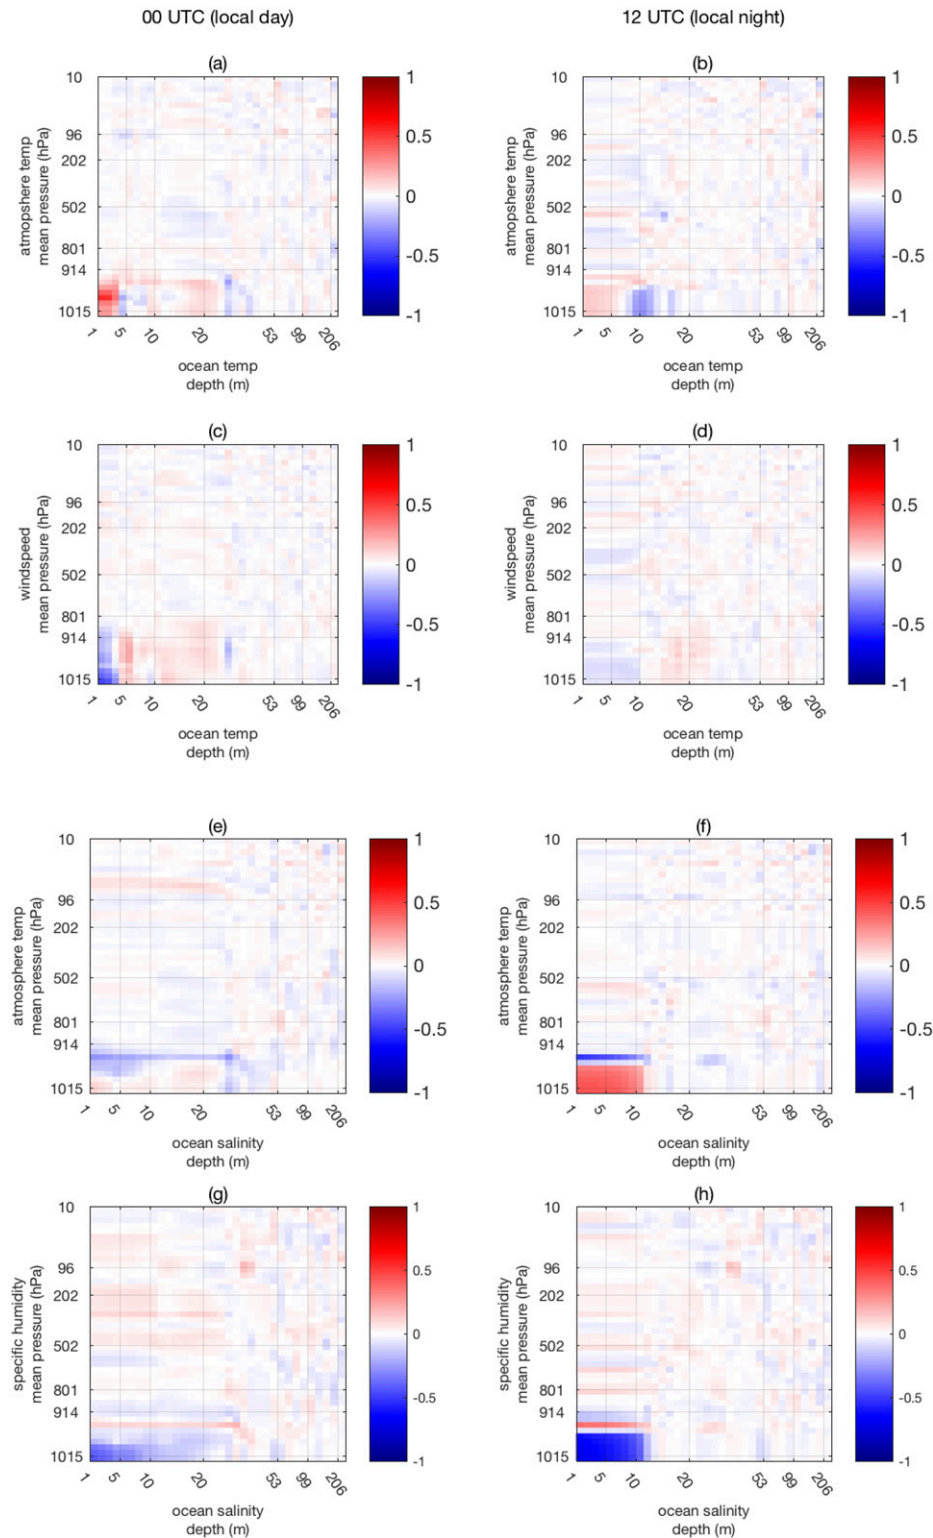 00 UTC (local day)
12 UTC (local night)
(a)
10
96
202
502
801
914
1015
atmopsphere temp
mean pressure (hPa)
1 5 10 20 53 99 206
ocean temp
depth (m)
1
0.5
0
-0.5
-1
(b)
10
96
202
502
801
914
1015
atmopsphere temp
mean pressure (hPa)
1 5 10 20 53 99 206
ocean temp
depth (m)
1
0.5
0
-0.5
-1
(c)
10
96
202
502
801
914
1015
windspeed
mean pressure (hPa)
1 5 10 20 53 99 206
ocean temp
depth (m)
1
0.5
0
-0.5
-1
(d)
10
96
202
502
801
914
1015
windspeed
mean pressure (hPa)
1 5 10 20 53 99 206
ocean temp
depth (m)
1
0.5
0
-0.5
-1
(e)
10
96
202
502
801
914
1015
atmosphere temp
mean pressure (hPa)
1 5 10 20 53 99 206
ocean salinity
depth (m)
1
0.5
0
-0.5
-1
(f)
10
96
202
502
801
914
1015
atmosphere temp
mean pressure (hPa)
1 5 10 20 53 99 206
ocean salinity
depth (m)
1
0.5
0
-0.5
-1
(g)
10
96
202
502
801
914
1015
specific humidity
mean pressure (hPa)
1 5 10 20 53 99 206
ocean salinity
depth (m)
1
0.5
0
-0.5
-1
(h)
10
96
202
502
801
914
1015
specific humidity
mean pressure (hPa)
1 5 10 20 53 99 206
ocean salinity
depth (m)
1
0.5
0
-0.5
-1